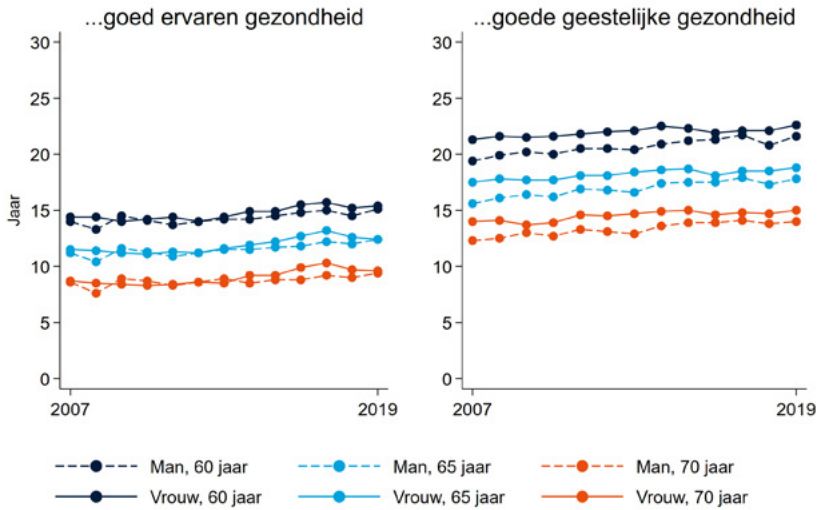 ...goed ervaren gezondheid
...goede geestelijke gezondheid
30
25
20
15
10
5
0
Jaar
2007
2019
30
25
20
15
10
5
0
2007
2019
Man, 60 jaar
Man, 65 jaar
Man, 70 jaar
Vrouw, 60 jaar
Vrouw, 65 jaar
Vrouw, 70 jaar